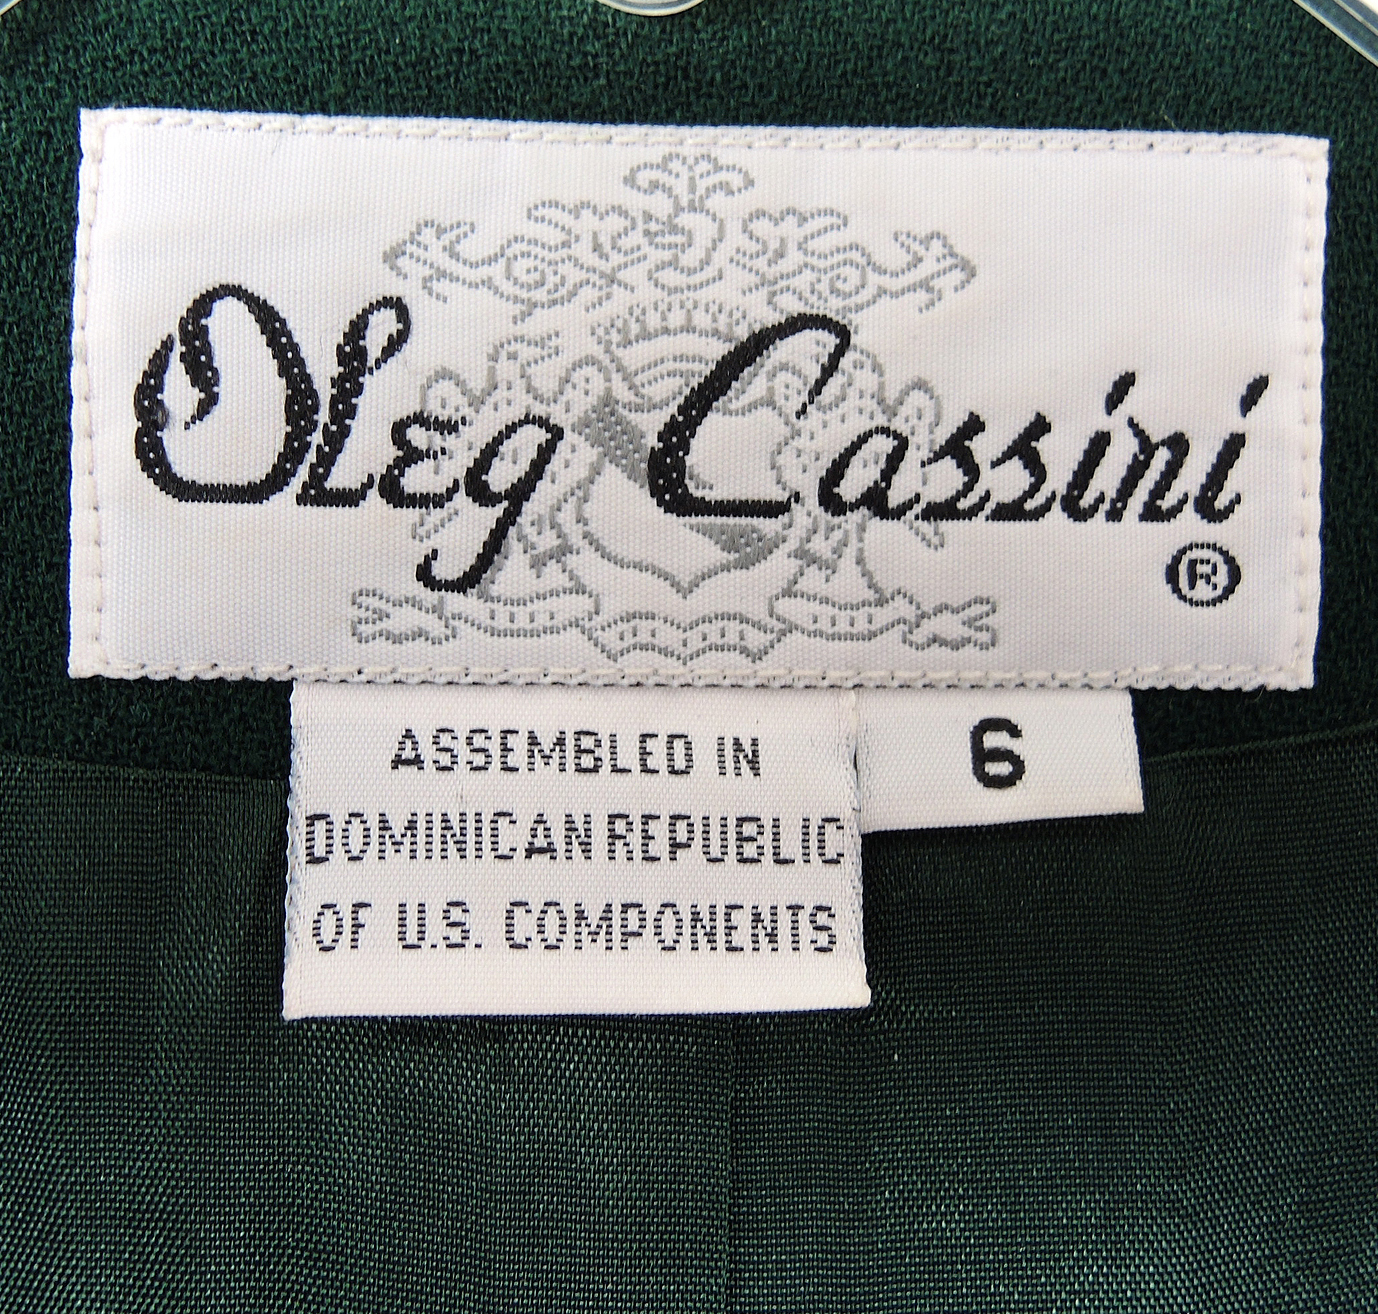 Oleg Cassini
®
ASSEMBLED IN
DOMINICAN REPUBLIC
OF U.S. COMPONENTS
6